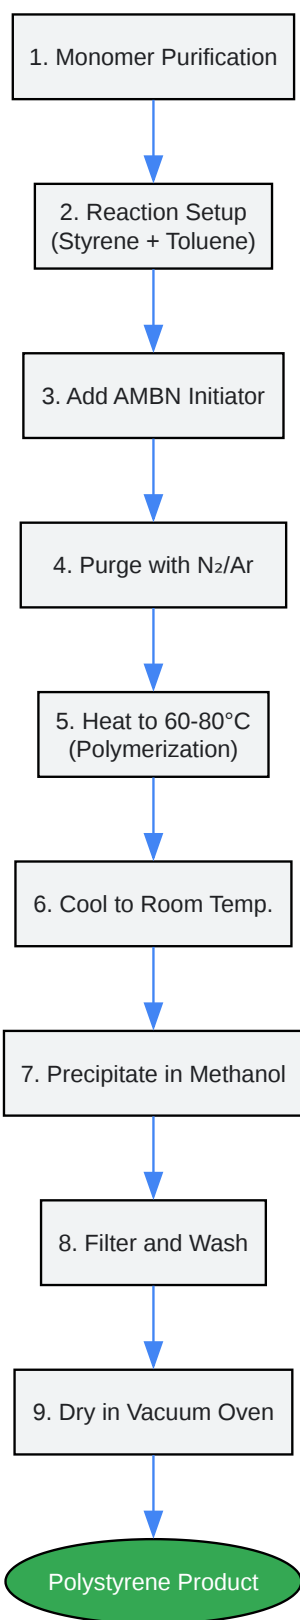 1. Monomer Purification
2. Reaction Setup
(Styrene + Toluene)
3. Add AMBN Initiator
4. Purge with N₂/Ar
5. Heat to 60-80°C
(Polymerization)
6. Cool to Room Temp.
7. Precipitate in Methanol
8. Filter and Wash
9. Dry in Vacuum Oven
Polystyrene Product